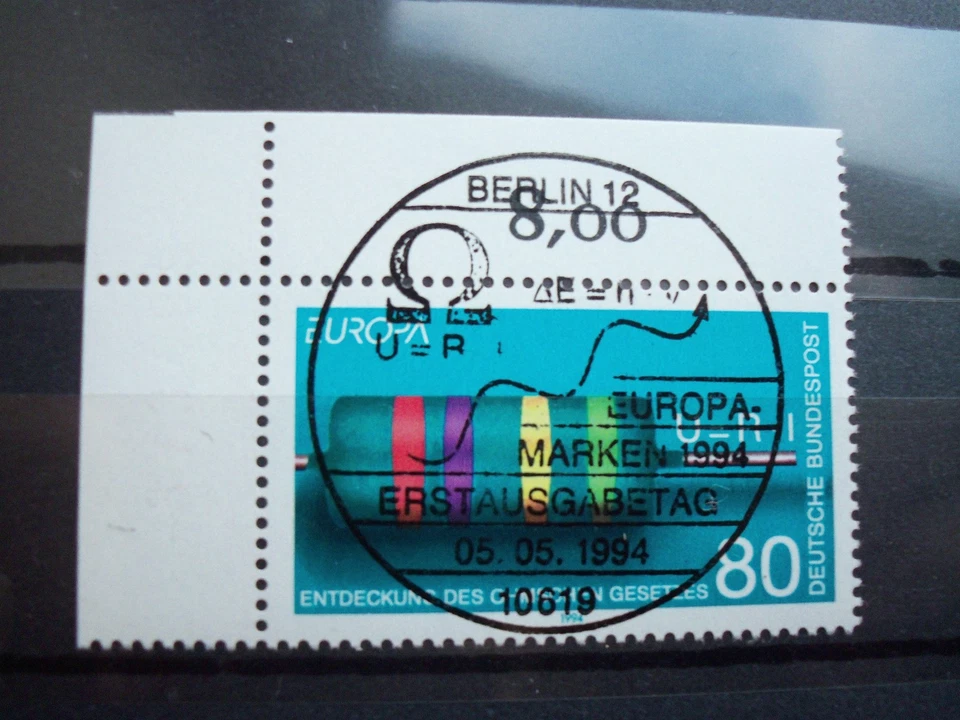 BERLIN 12
8,00
Ω
ΔE = h · ν
EUROPA
U = R · I
EUROPA-
U = R · I
MARKEN 1994
ERSTAUSGABETAG
05. 05. 1994
80
DEUTSCHE BUNDESPOST
ENTDECKUNG DES OHMSCHEN GESETZES
10619
1994